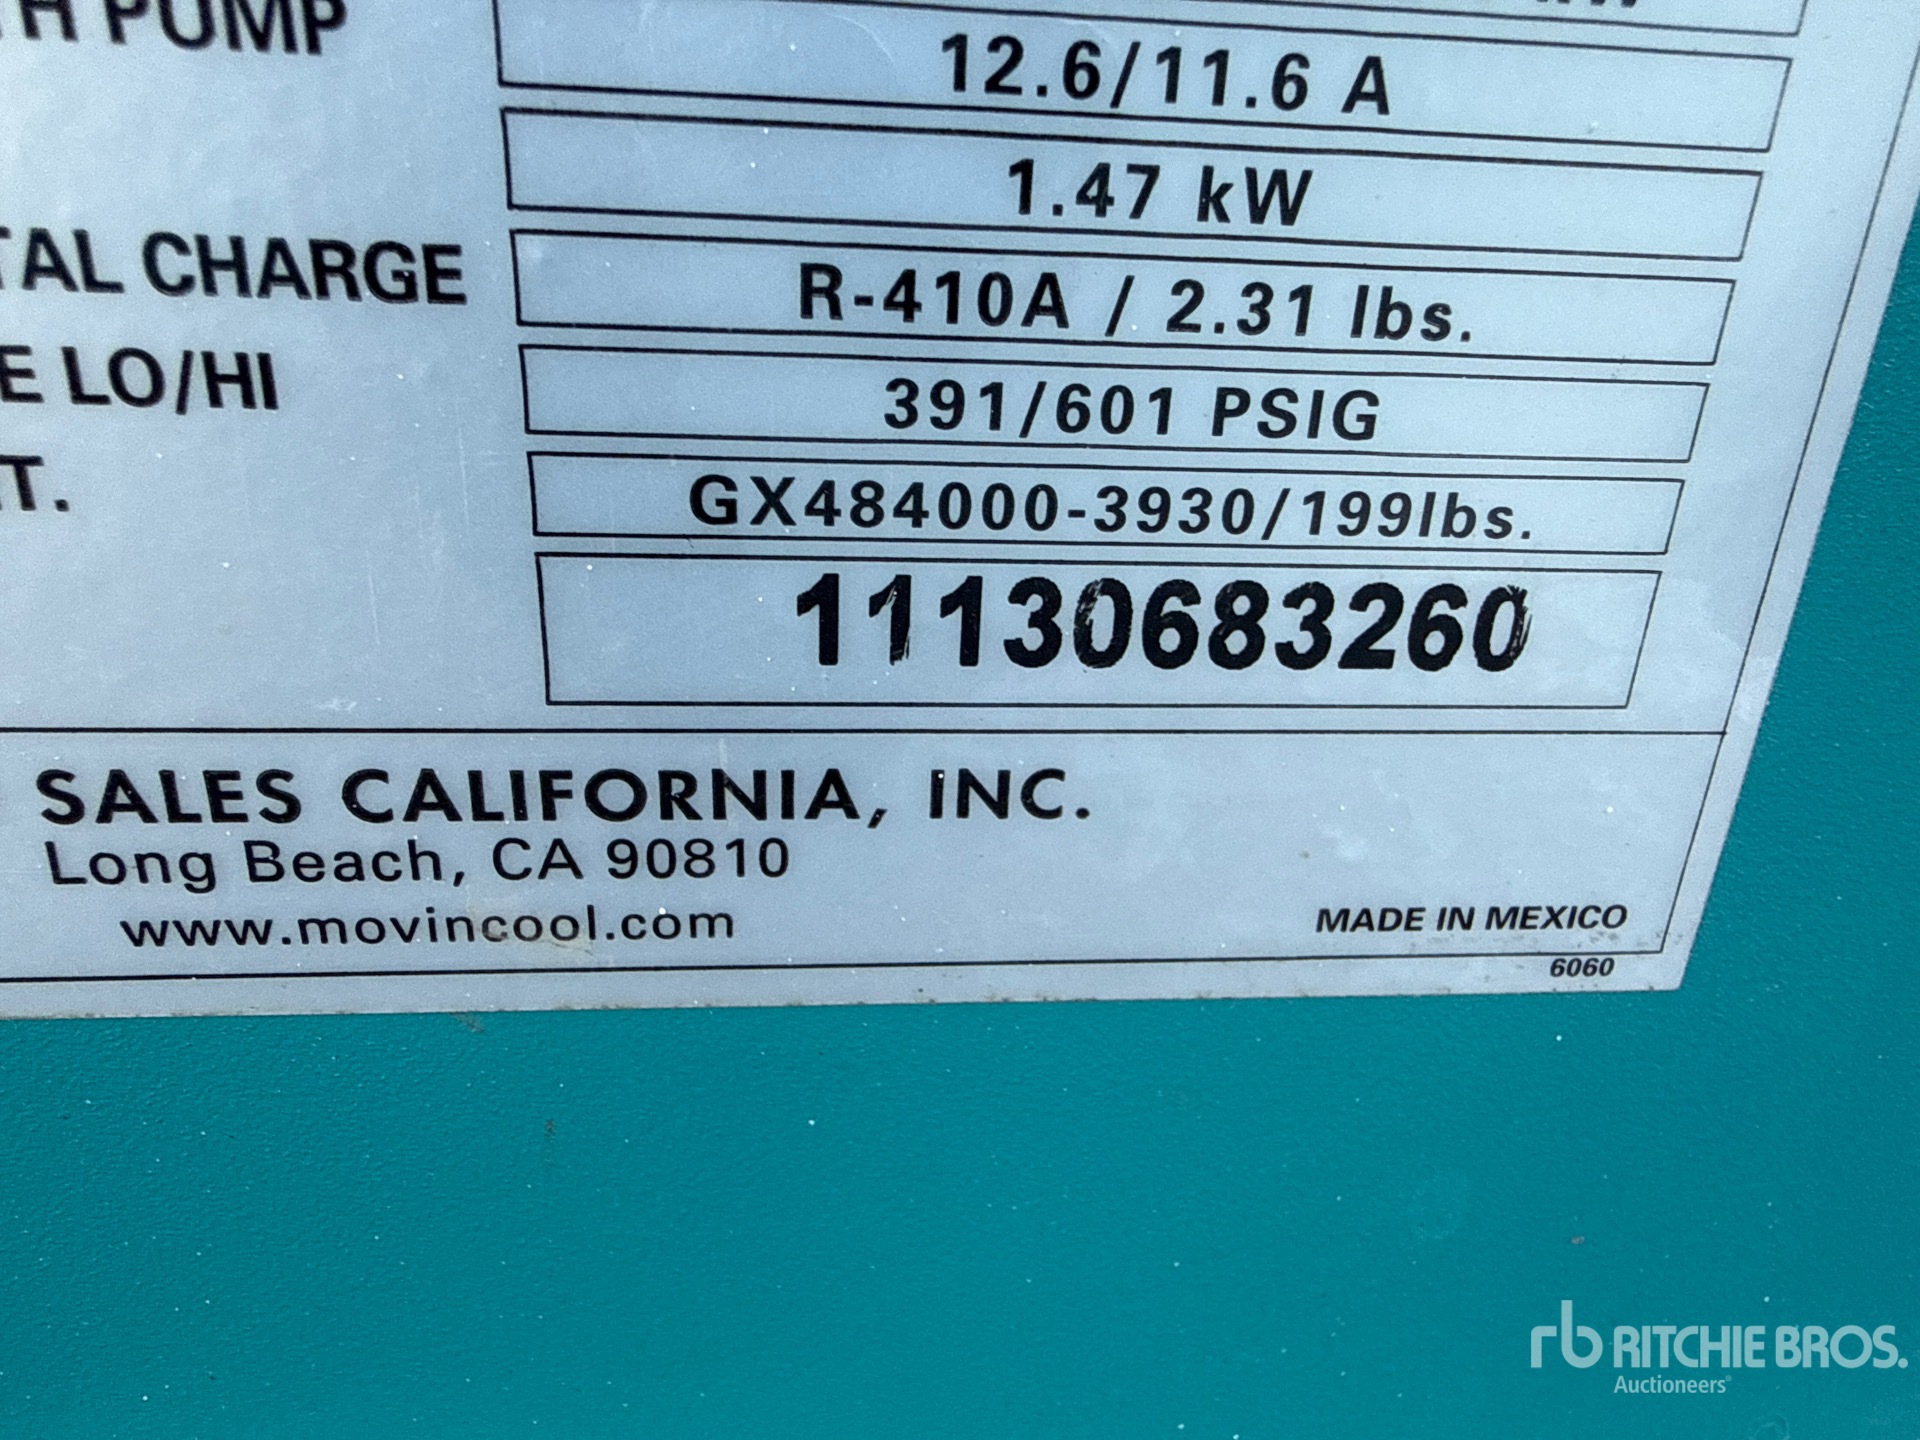 PUMP
12.6/11.6 A
1.47 kW
CHARGE R-410A / 2.31 lbs.
LO/HI 391/601 PSIG
GX484000-3930/199lbs.
11130683260
SALES CALIFORNIA, INC.
Long Beach, CA 90810
www.movincool.com
MADE IN MEXICO
6060
rb RITCHIE BROS.
Auctioneers